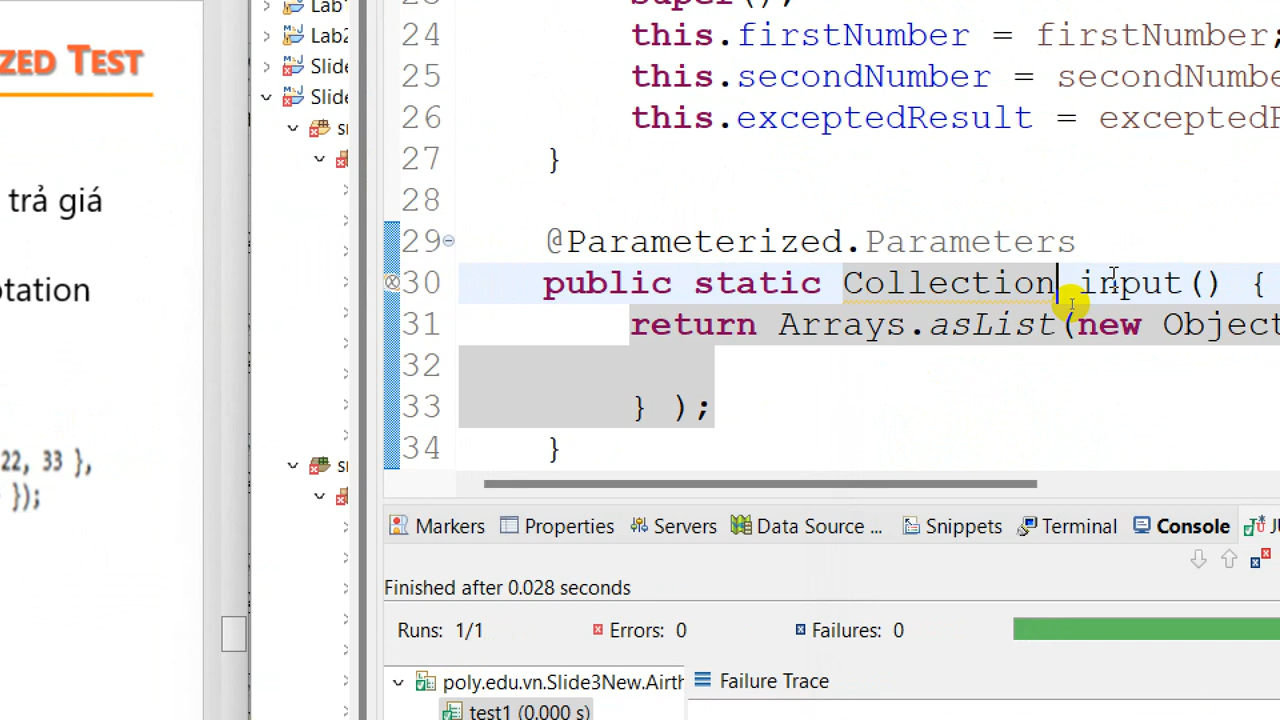 ZED TEST
trả giá
otation
22, 33 },
});
Lab
Lab2
Slide
Slide
24 this.firstNumber = firstNumber;
25 this.secondNumber = secondNumbe
26 this.exceptedResult =
27 }
28
29 @Parameterized.Parameters
30 public static Collection input() {
31 return Arrays.asList(new Object
32
33 } );
34 }
Markers Properties Servers Data Source ... Snippets Terminal Console
Finished after 0.028 seconds
Runs: 1/1 Errors: 0 Failures: 0
poly.edu.vn.Slide3New.Airth
Failure Trace
test1 (0.000 s)